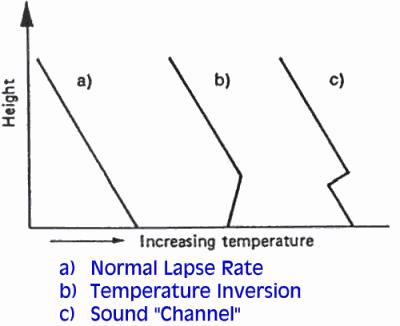 Height
a)
b)
c)
Increasing temperature
a) Normal Lapse Rate
b) Temperature Inversion
c) Sound "Channel"